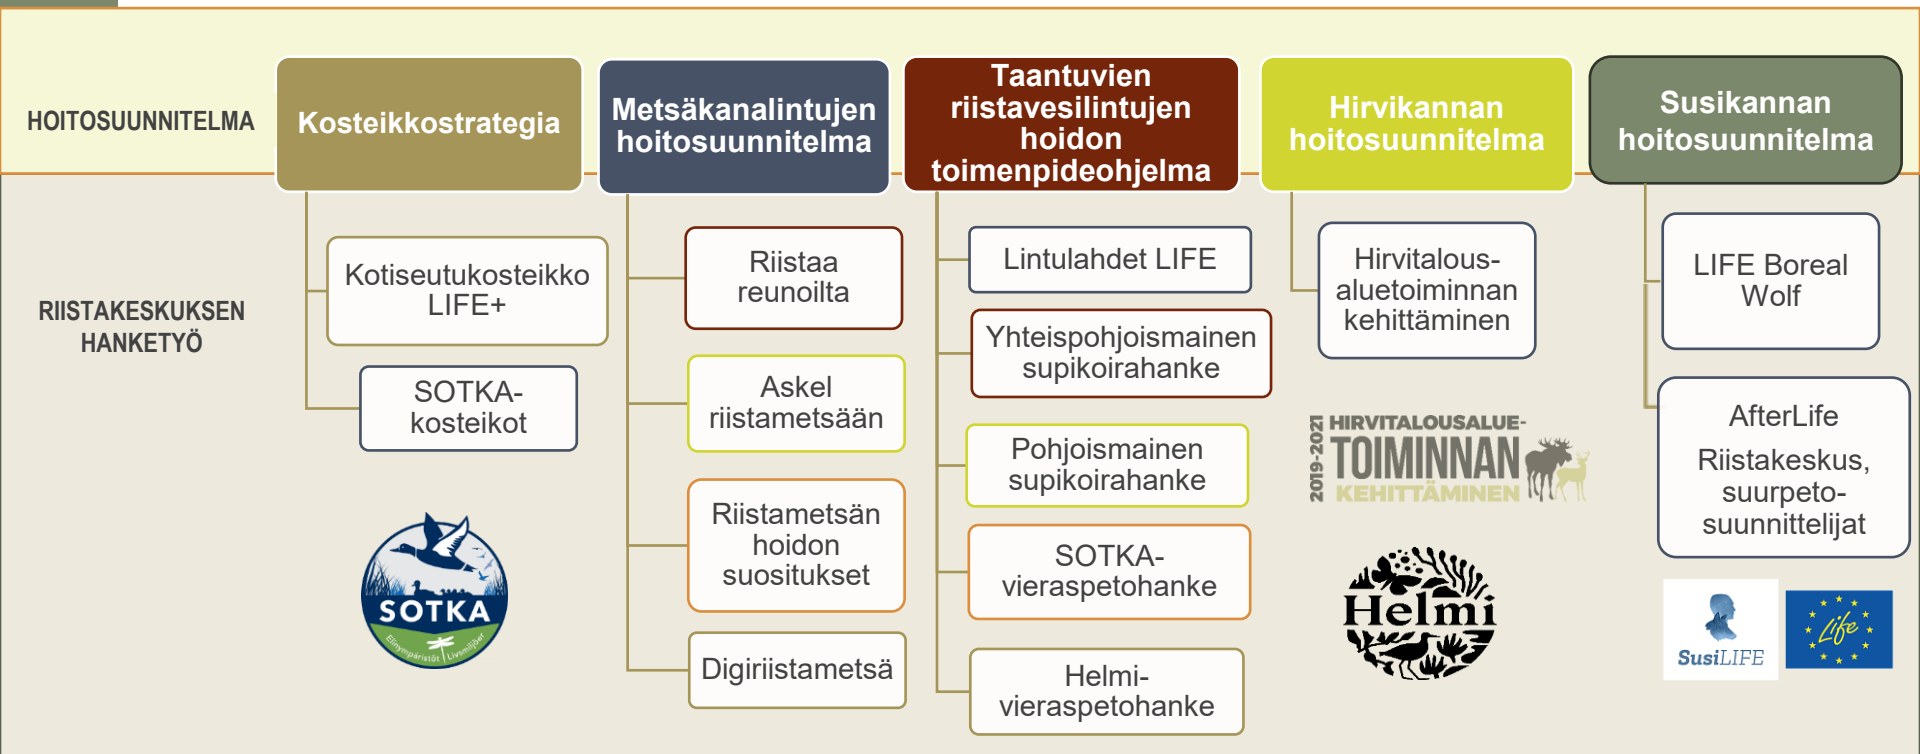 HOITOSUUNNITELMA
Kosteikkostrategia
Metsäkanalintujen
hoitosuunnitelma
Taantuvien
riistavesilintujen
hoidon
toimenpideohjelma
Hirvikannan
hoitosuunnitelma
Susikannan
hoitosuunnitelma
RIISTAKESKUKSEN
HANKETYÖ
Kotiseutukosteikko
LIFE+
SOTKA-
kosteikot
SOTKA
Elinympäristöt Livsmiljöer
Riistaa
reunoilta
Askel
riistametsään
Riistametsän
hoidon
suositukset
Digiriistametsä
Lintulahdet LIFE
Yhteispohjoismainen
supikoirahanke
Pohjoismainen
supikoirahanke
SOTKA-
vieraspetohanke
Helmi-
vieraspetohanke
Hirvitalous-
aluetoiminnan
kehittäminen
2019-2021
HIRVITALOUSALUE-
TOIMINNAN
KEHITTÄMINEN
Helmi
LIFE Boreal
Wolf
AfterLife
Riistakeskus,
suurpeto-
suunnittelijat
SusiLIFE
Life